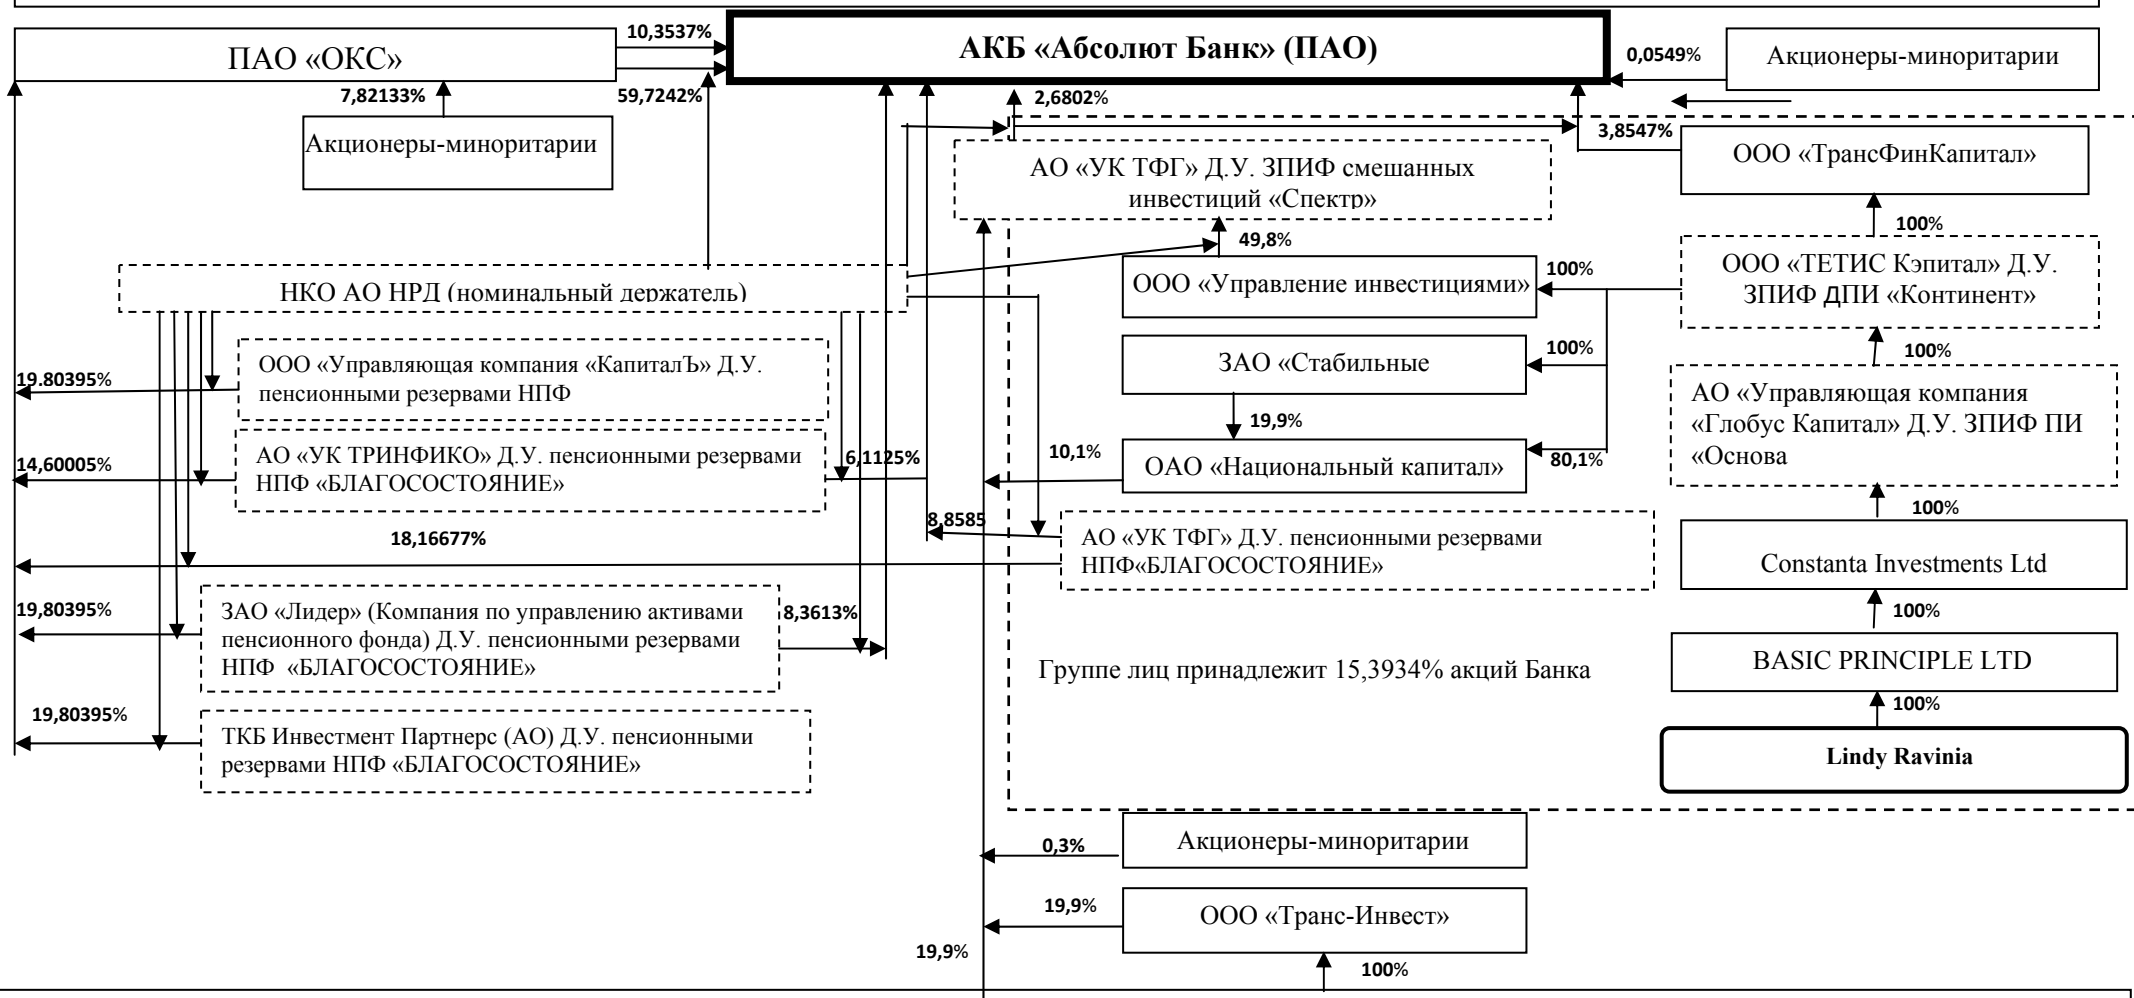 10,3537%
АКБ «Абсолют Банк» (ПАО)
ПАО «ОКС»
0,0549%
Акционеры-миноритарии
7,82133%
59,7242%
2,6802%
Акционеры-миноритарии
3,8547%
ООО «ТрансФинКапитал»
АО «УК ТФГ» Д.У. ЗПИФ смешанных
инвестиций «Спектр»
100%
49,8%
НКО АО НРД (номинальный держатель)
ООО «Управление инвестициями»
100%
ООО «ТЕТИС Кэпитал» Д.У.
ЗПИФ ДПИ «Континент»
100%
ООО «Управляющая компания «КапиталЪ» Д.У.
пенсионными резервами НПФ
19.80395%
ЗАО «Стабильные
100%
АО «Управляющая компания
«Глобус Капитал» Д.У. ЗПИФ ПИ
«Основа
19,9%
АО «УК ТРИНФИКО» Д.У. пенсионными резервами
НПФ «БЛАГОСОСТОЯНИЕ»
14,60005%
6,1125%
10,1%
ОАО «Национальный капитал»
80,1%
100%
8,8585
18,16677%
АО «УК ТФГ» Д.У. пенсионными резервами
НПФ«БЛАГОСОСТОЯНИЕ»
Constanta Investments Ltd
100%
19,80395%
ЗАО «Лидер» (Компания по управлению активами
пенсионного фонда) Д.У. пенсионными резервами
НПФ «БЛАГОСОСТОЯНИЕ»
8,3613%
Группе лиц принадлежит 15,3934% акций Банка
BASIC PRINCIPLE LTD
100%
19,80395%
ТКБ Инвестмент Партнерс (АО) Д.У. пенсионными
резервами НПФ «БЛАГОСОСТОЯНИЕ»
Lindy Ravinia
0,3%
Акционеры-миноритарии
19,9%
ООО «Транс-Инвест»
19,9%
100%